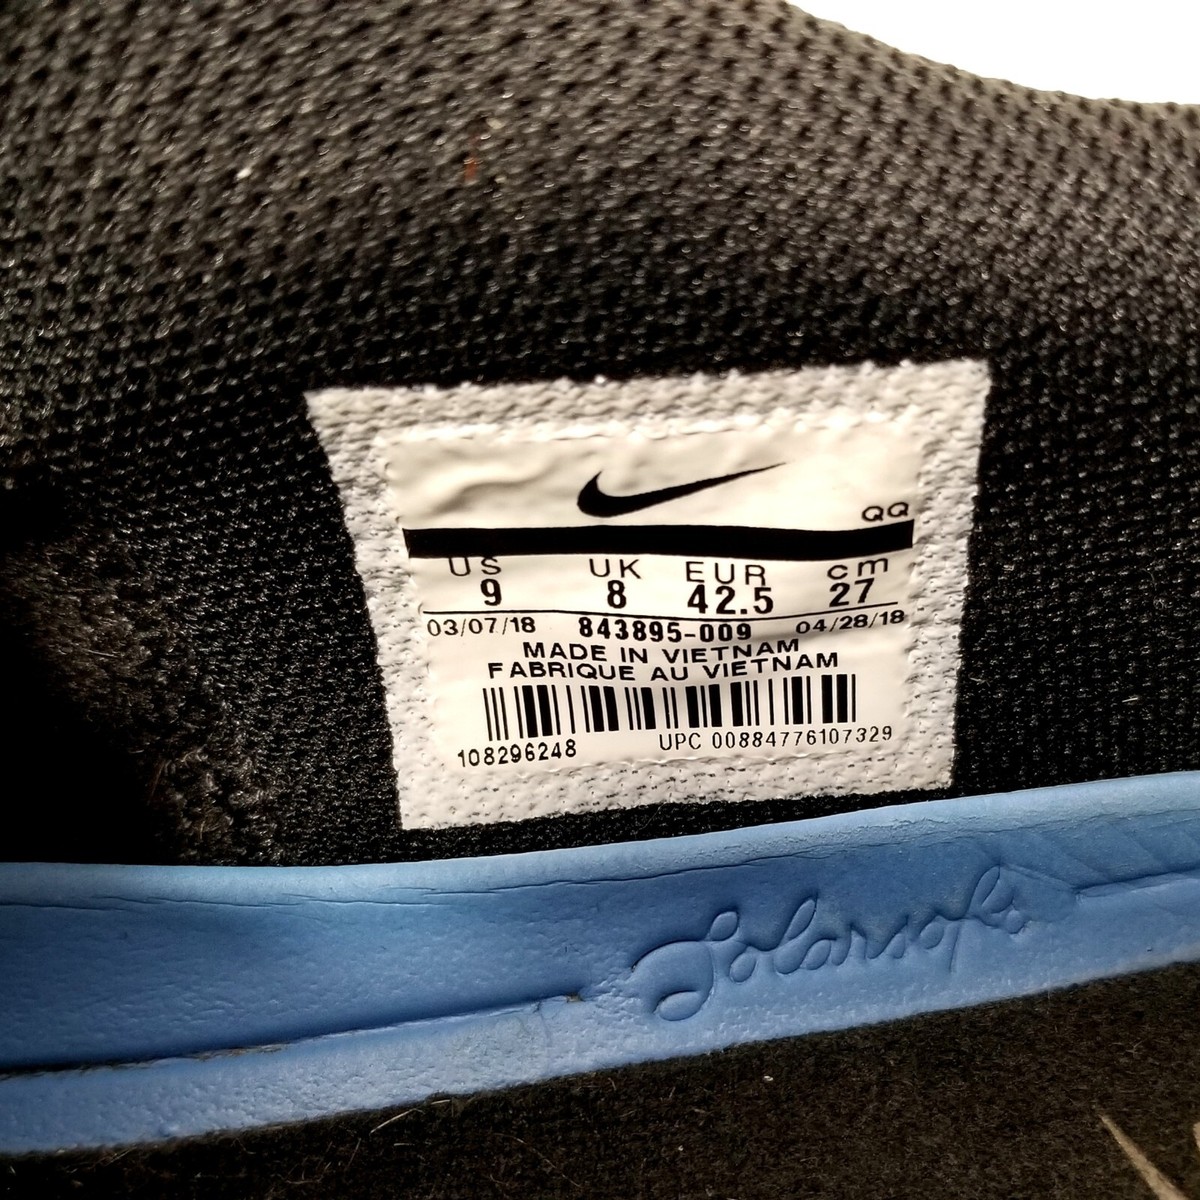 QQ
US UK EUR cm
9 8 42.5 27
03/07/18 843895-009 04/28/18
MADE IN VIETNAM
FABRIQUE AU VIETNAM
108296248 UPC 00884776107329
Solarsoft